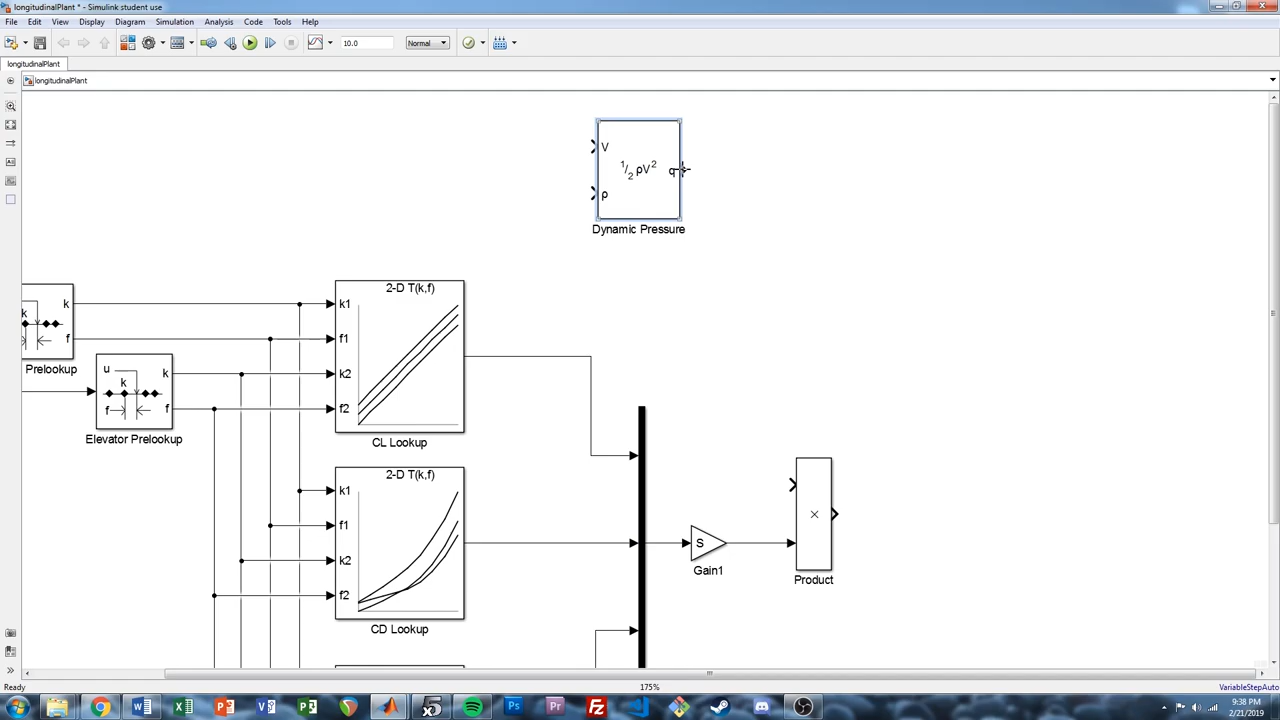 longitudinalPlant * - Simulink student use
File Edit View Display Diagram Simulation Analysis Code Tools Help
10.0 Normal
longitudinalPlant
longitudinalPlant
V
1/2 ρV2 q
ρ
Dynamic Pressure
2-D T(k,f)
k k k1
f f1
Prelookup u k k2
k
f f f2
Elevator Prelookup CL Lookup
2-D T(k,f)
k1
f1
S ×
k2
Gain1 Product
f2
CD Lookup
Ready 175% VariableStepAuto
9:38 PM
2/21/2019